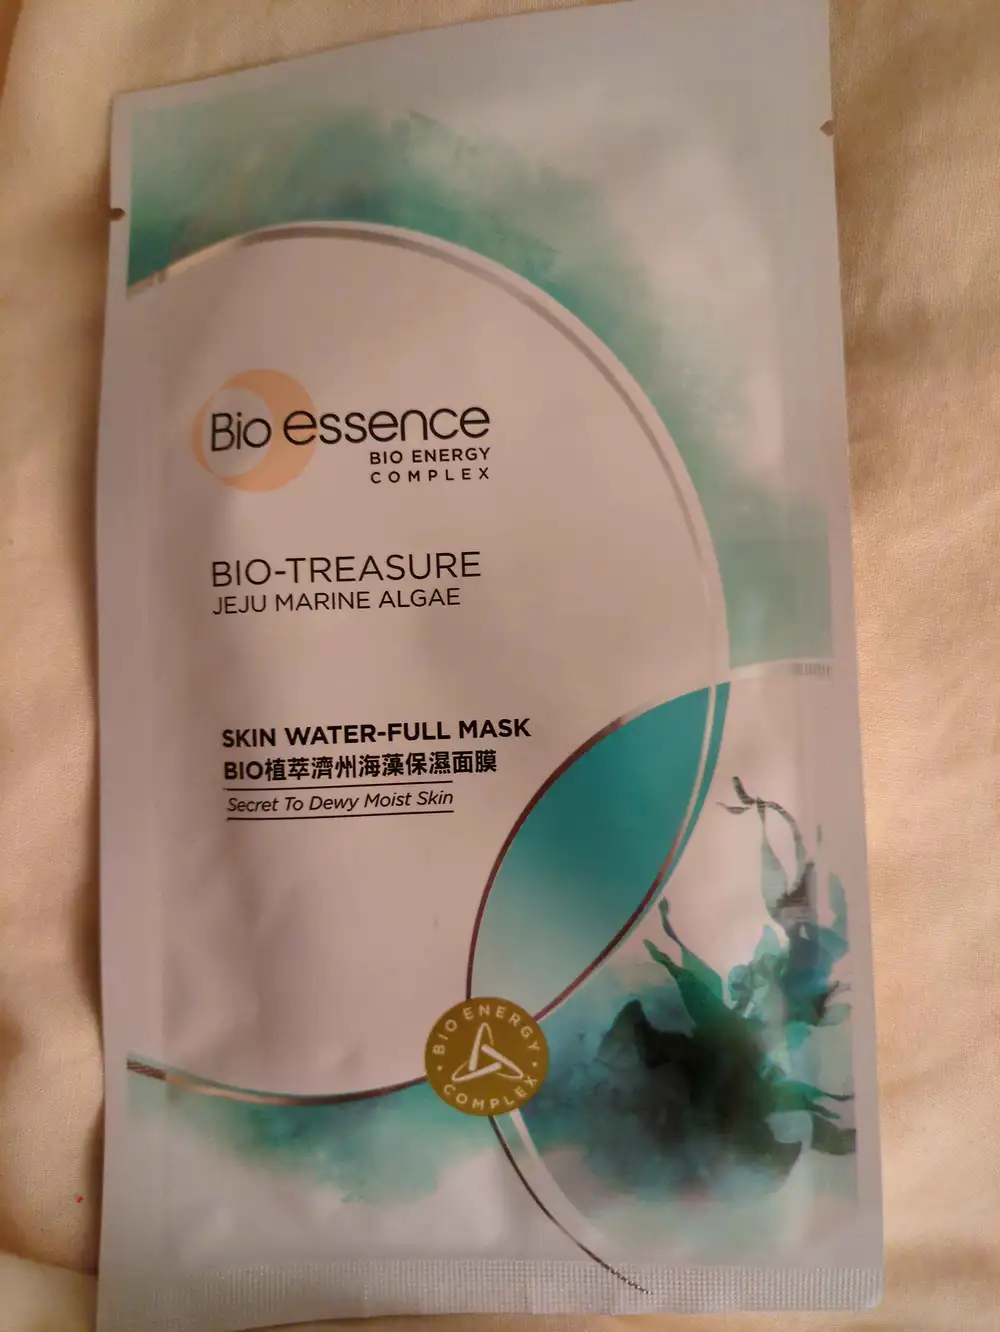 Bio essence
BIO ENERGY
COMPLEX
BIO-TREASURE
JEJU MARINE ALGAE
SKIN WATER-FULL MASK
BIO植萃濟州海藻保濕面膜
Secret To Dewy Moist Skin
BIO ENERGY
COMPLEX